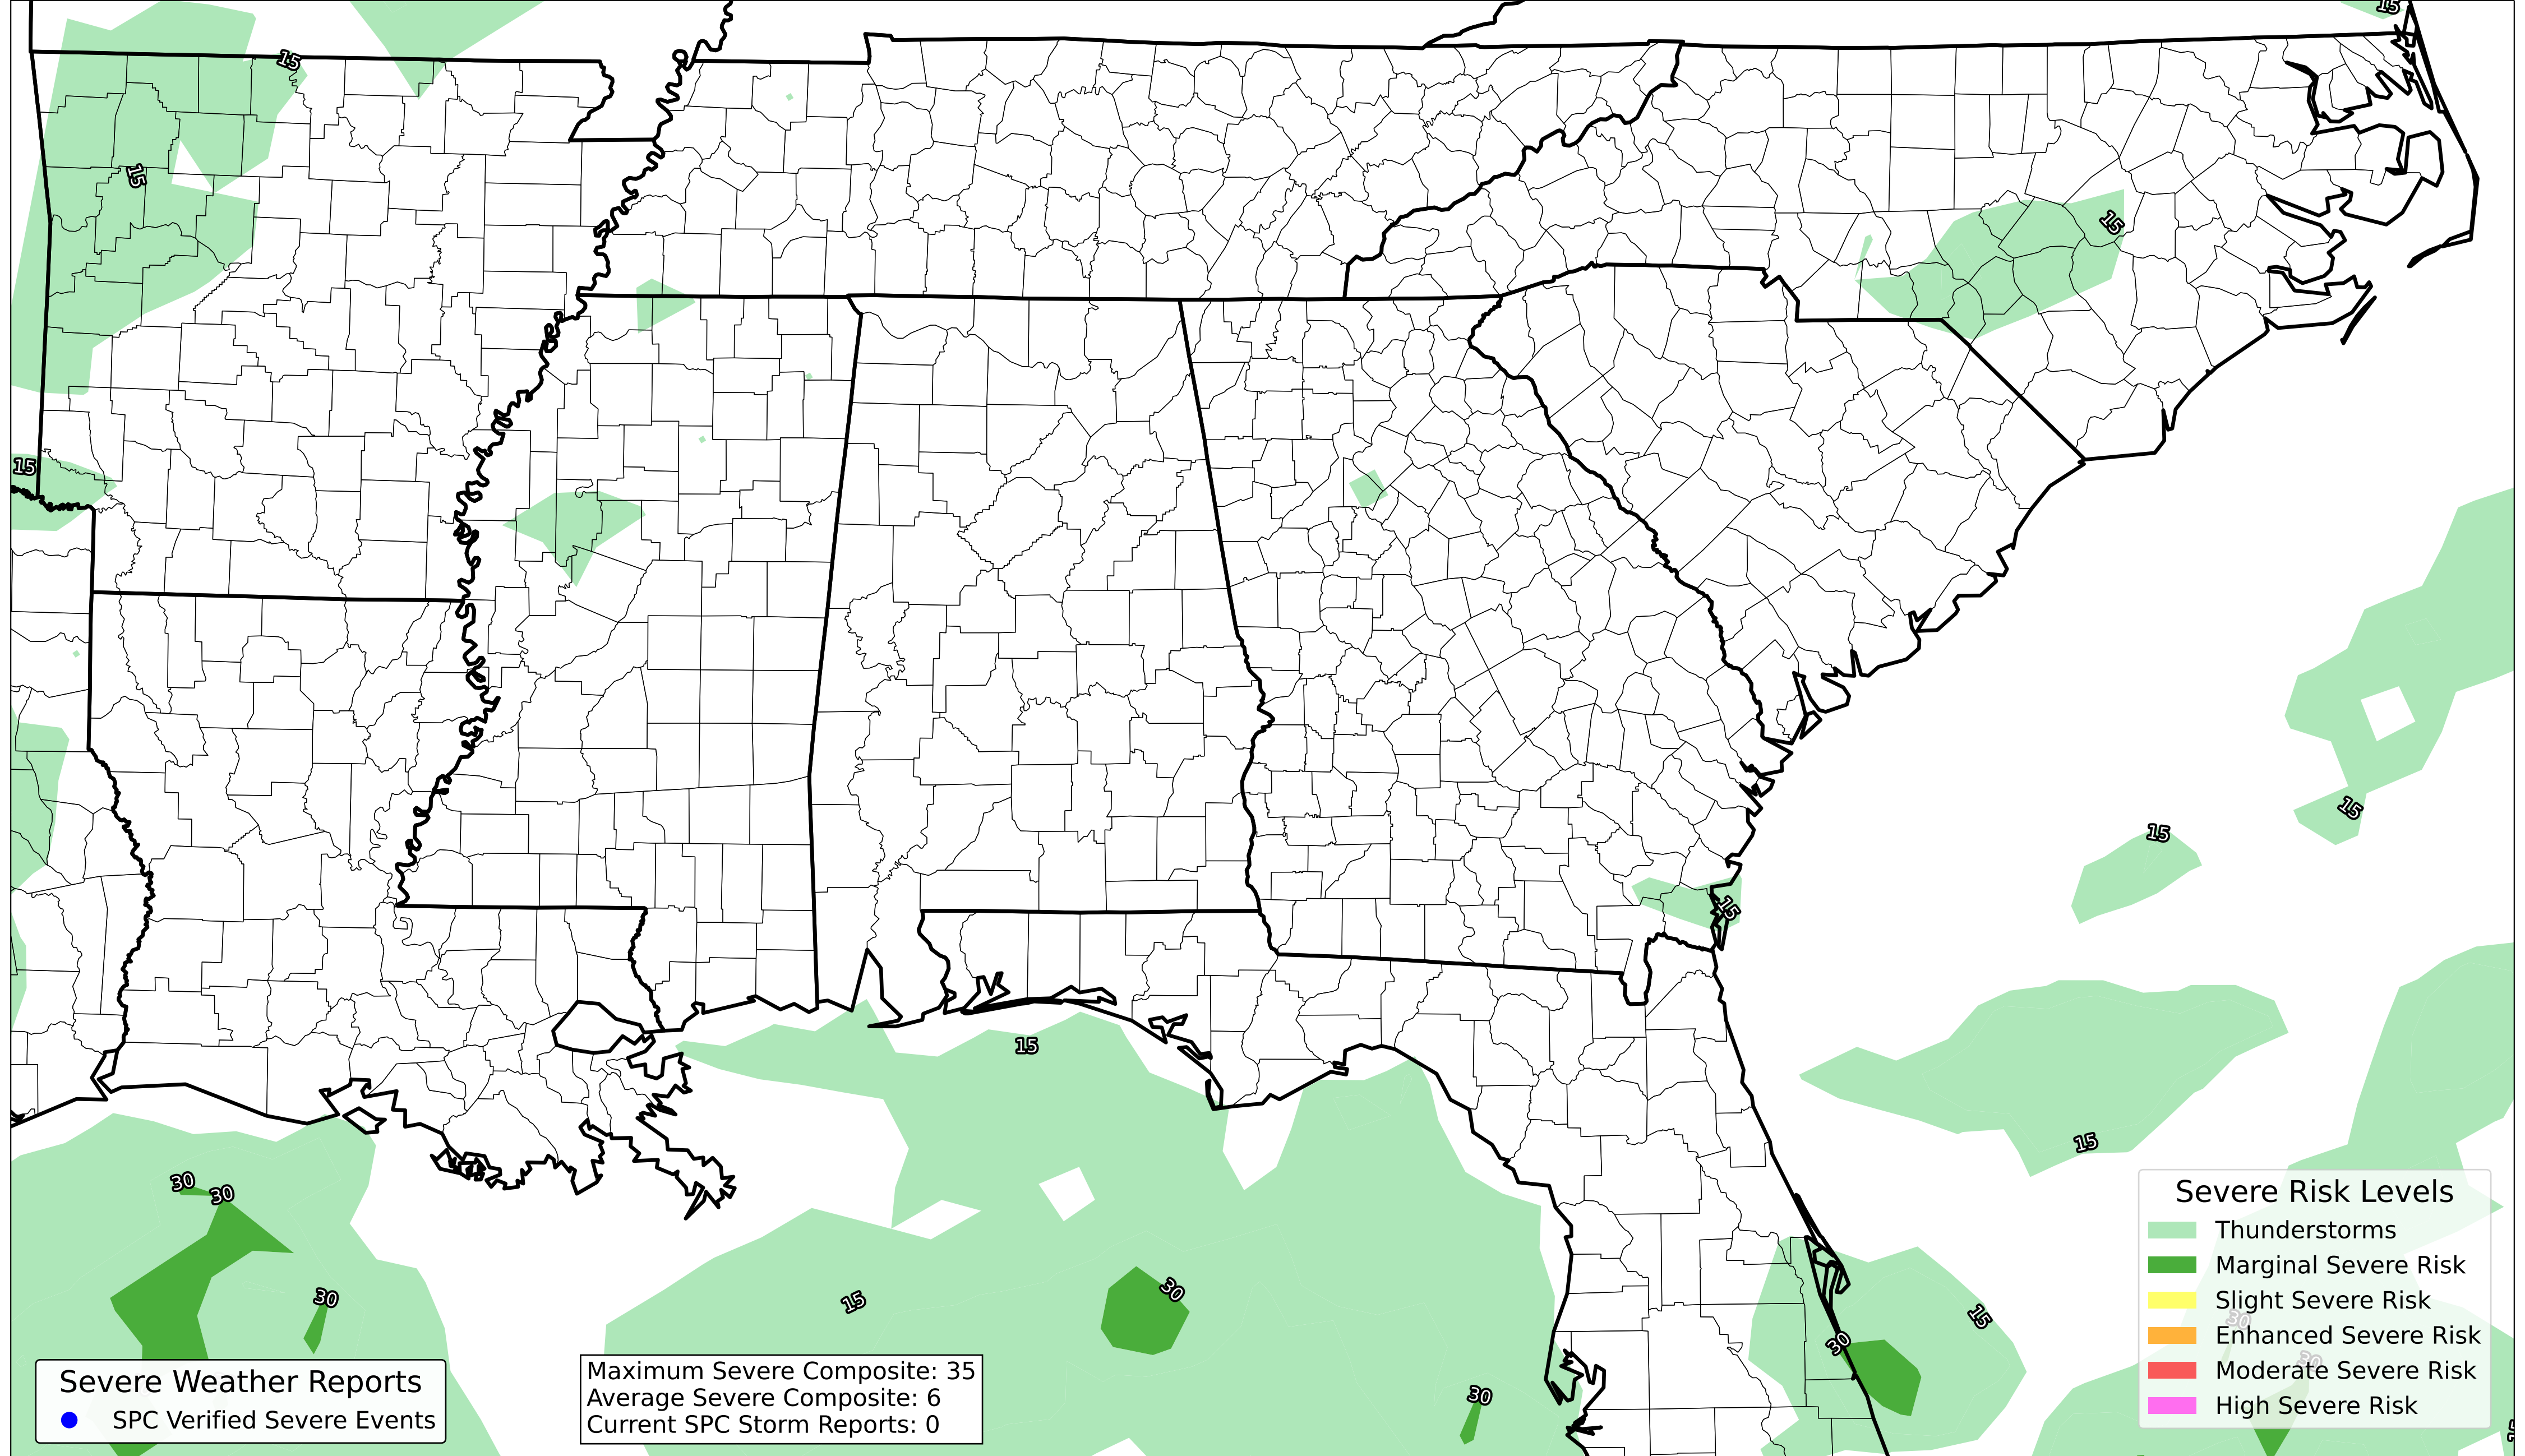 15
15
15
15
15
15
15
15
15
15
30
30
15
Severe Risk Levels
Thunderstorms
Marginal Severe Risk
Slight Severe Risk
Enhanced Severe Risk
Moderate Severe Risk
High Severe Risk
30
30
30
30
15
15
30
30
Severe Weather Reports
SPC Verified Severe Events
Maximum Severe Composite: 35
Average Severe Composite: 6
Current SPC Storm Reports: 0